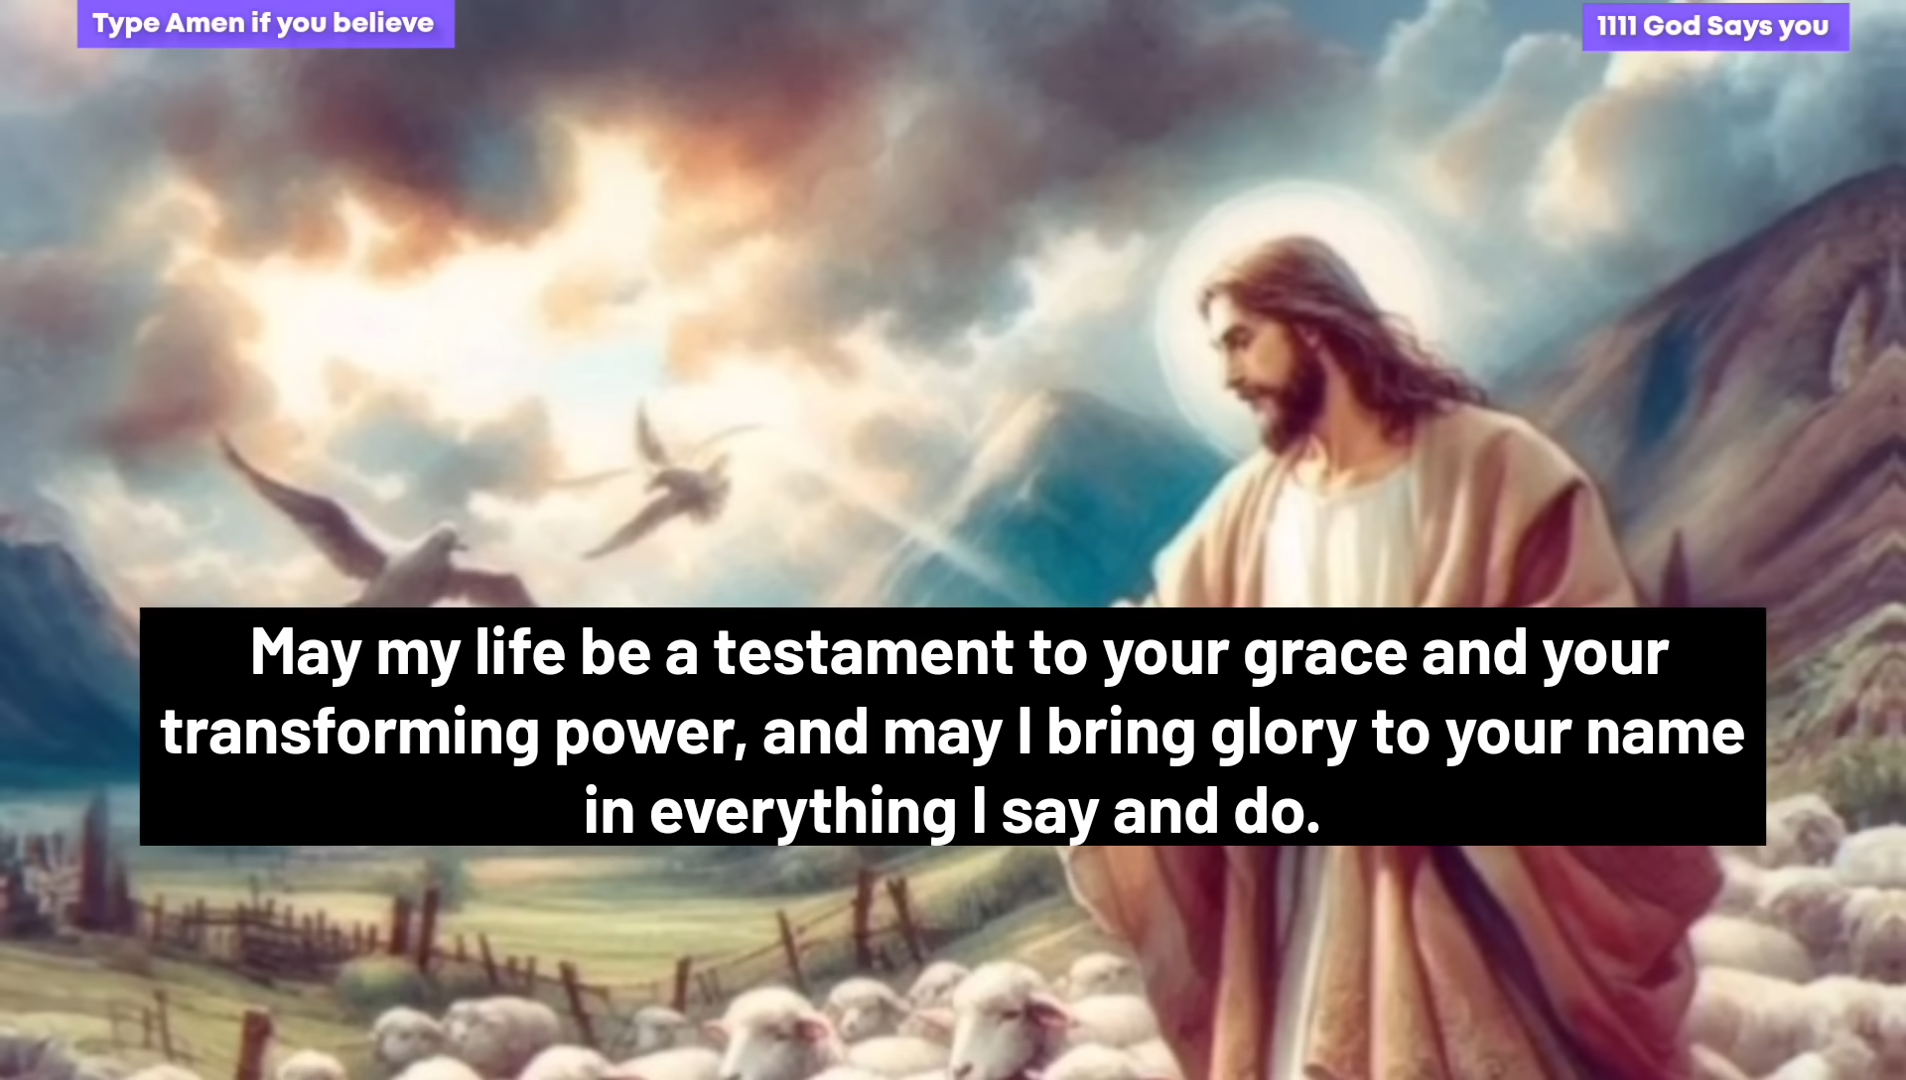 Type Amen if you believe
1111 God Says you
May my life be a testament to your grace and your
transforming power, and may I bring glory to your name
in everything I say and do.